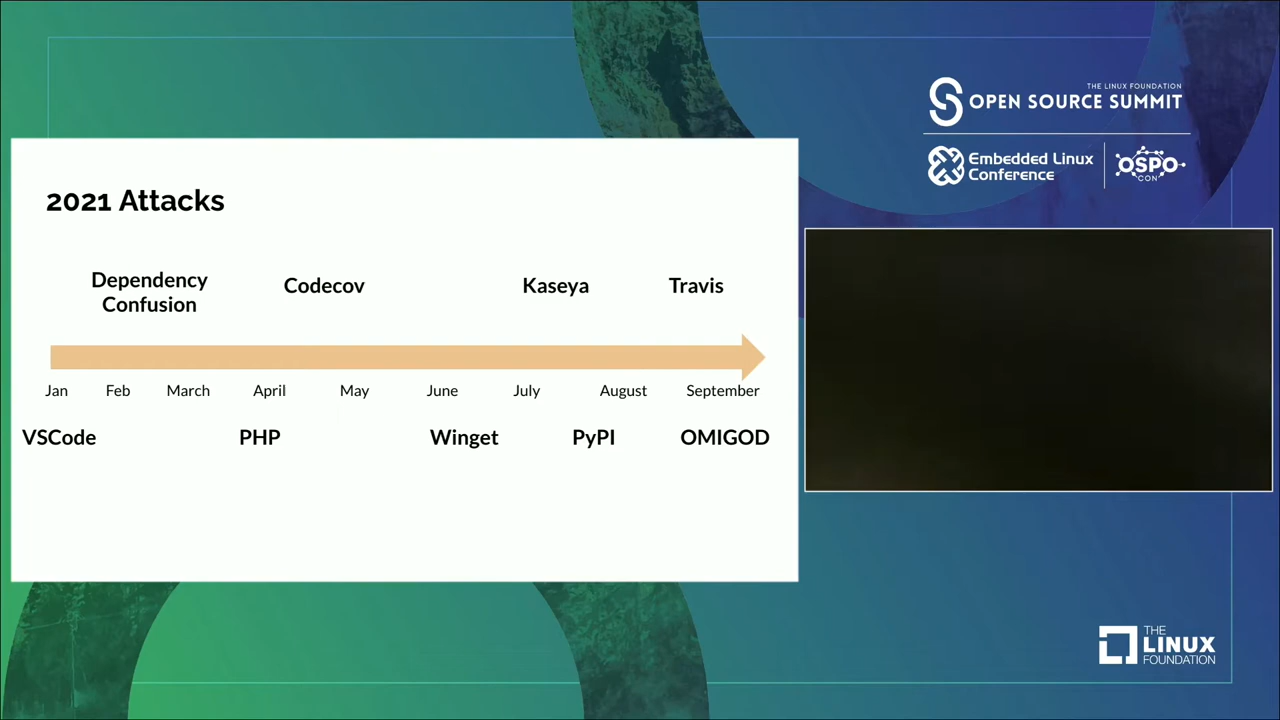 THE LINUX FOUNDATION
OPEN SOURCE SUMMIT
Embedded Linux
Conference
OSPO
CON
2021 Attacks
Dependency
Confusion
Codecov
Kaseya
Travis
Jan
Feb
March
April
May
June
July
August
September
VSCode
PHP
Winget
PyPI
OMIGOD
THE
LINUX
FOUNDATION